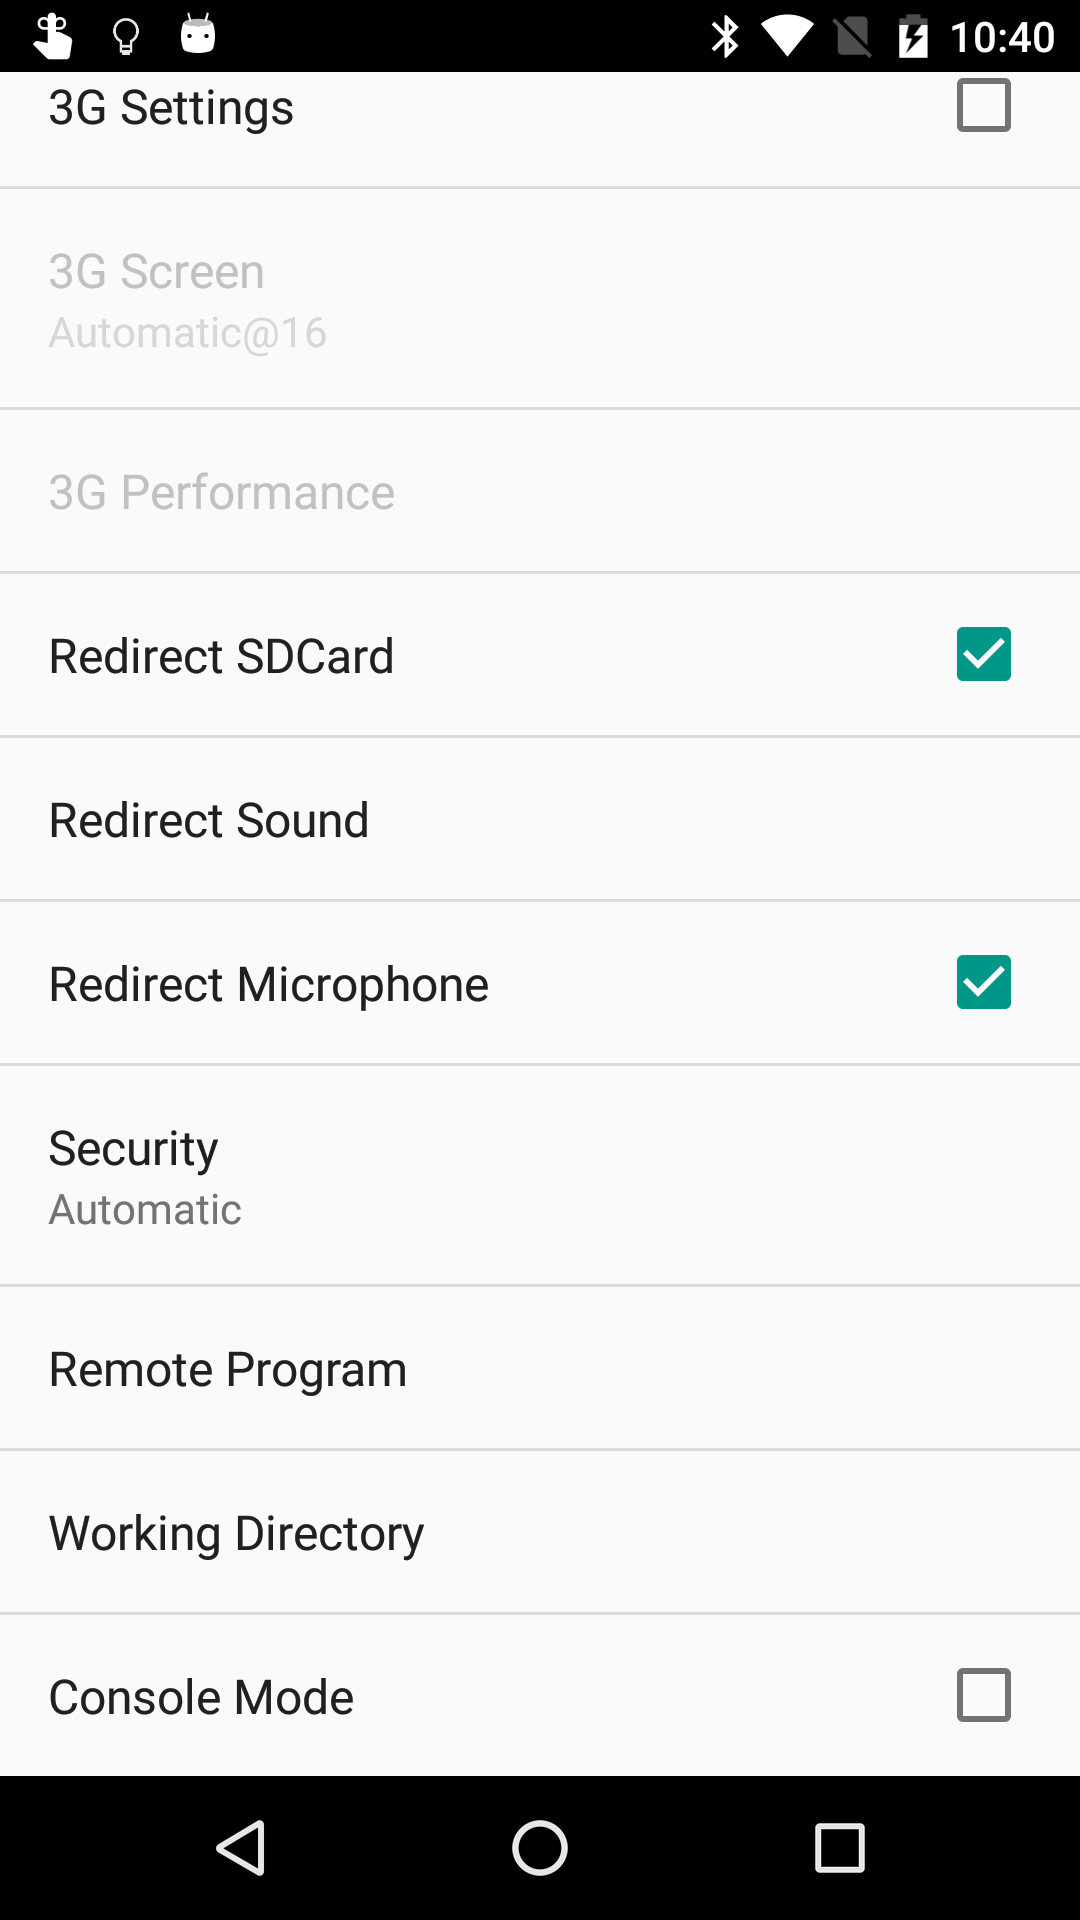 10:40
3G Settings
3G Screen
Automatic@16
3G Performance
Redirect SDCard
Redirect Sound
Redirect Microphone
Security
Automatic
Remote Program
Working Directory
Console Mode